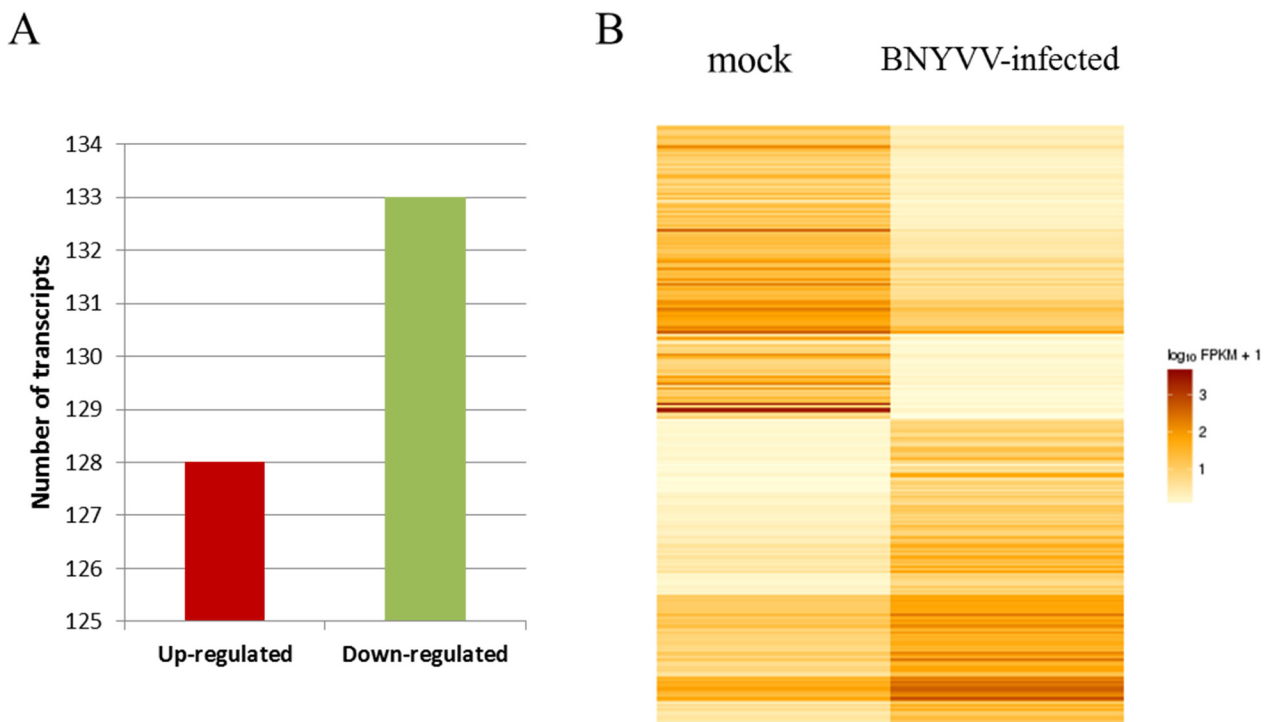 A
B
mock
BNYVV-infected
134
133
132
131
130
129
128
127
126
125
Number of transcripts
Up-regulated
Down-regulated
log₁₀ FPKM + 1
3
2
1